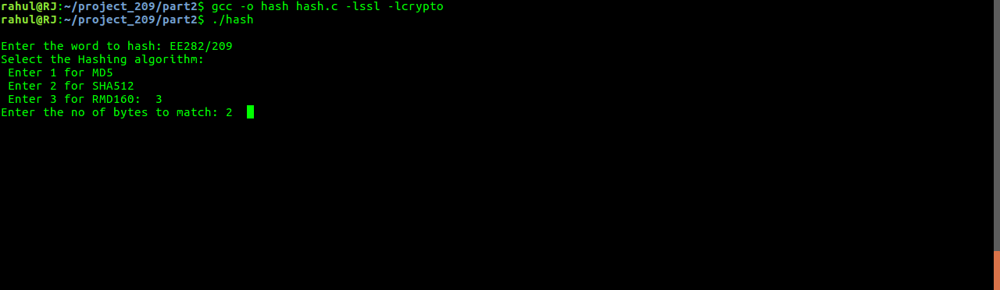 rahul@RJ:~/project_209/part2$ gcc -o hash hash.c -lssl -lcrypto
rahul@RJ:~/project_209/part2$ ./hash
Enter the word to hash: EE282/209
Select the Hashing algorithm:
Enter 1 for MD5
Enter 2 for SHA512
Enter 3 for RMD160:  3
Enter the no of bytes to match: 2